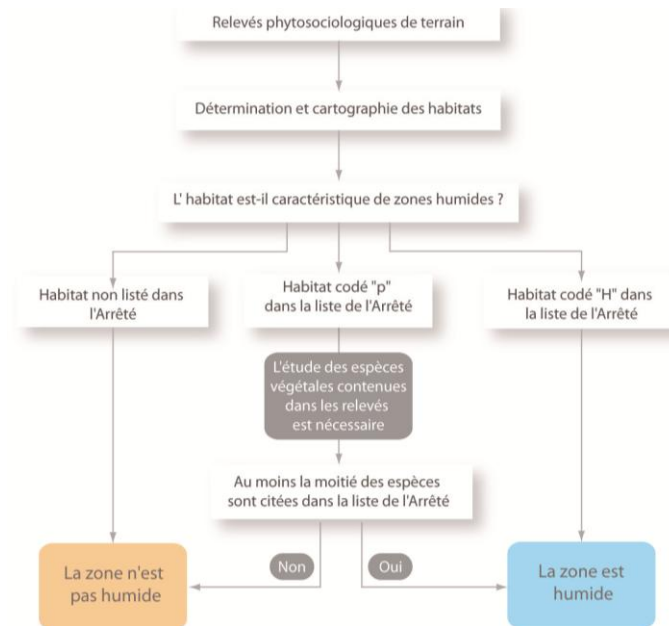 Relevés phytosociologiques de terrain
Détermination et cartographie des habitats
L' habitat est-il caractéristique de zones humides ?
Habitat non listé dans
l'Arrêté
Habitat codé "p"
dans la liste de l'Arrêté
Habitat codé "H" dans
la liste de l'Arrêté
L'étude des espèces
végétales contenues
dans les relevés
est nécessaire
Au moins la moitié des espèces
sont citées dans la liste de l'Arrêté
Non
Oui
La zone n'est
pas humide
La zone est
humide